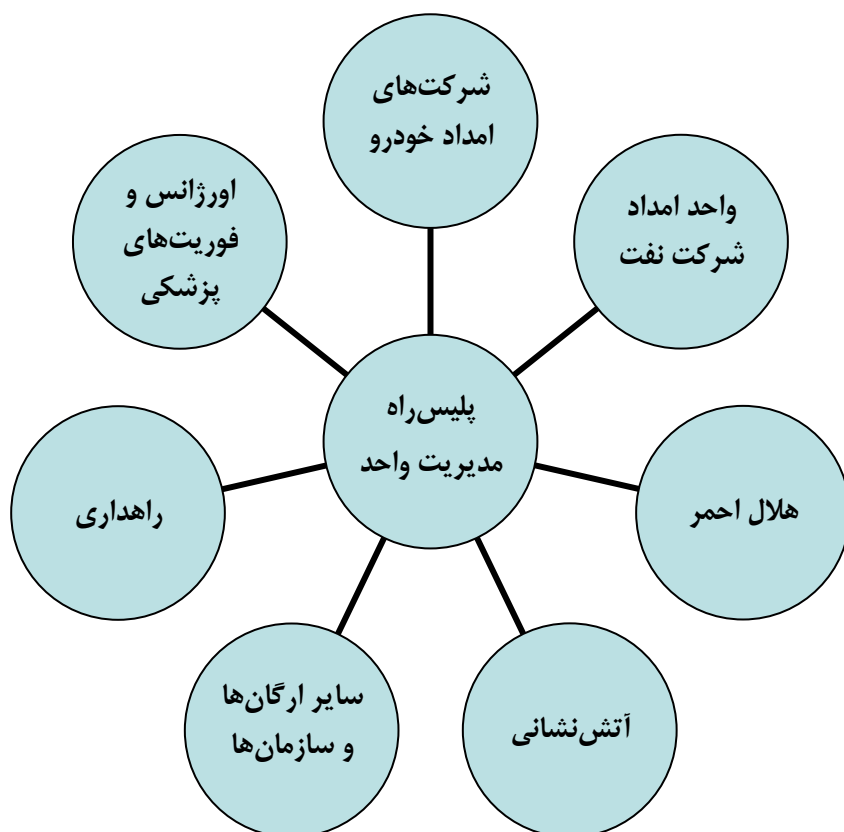 شرکت‌های
امداد خودرو
واحد امداد
شرکت نفت
اورژانس و
فوریت‌های
پزشکی
پلیس‌راه
مدیریت واحد
هلال احمر
راهداری
سایر ارگان‌ها
و سازمان‌ها
آتش‌نشانی